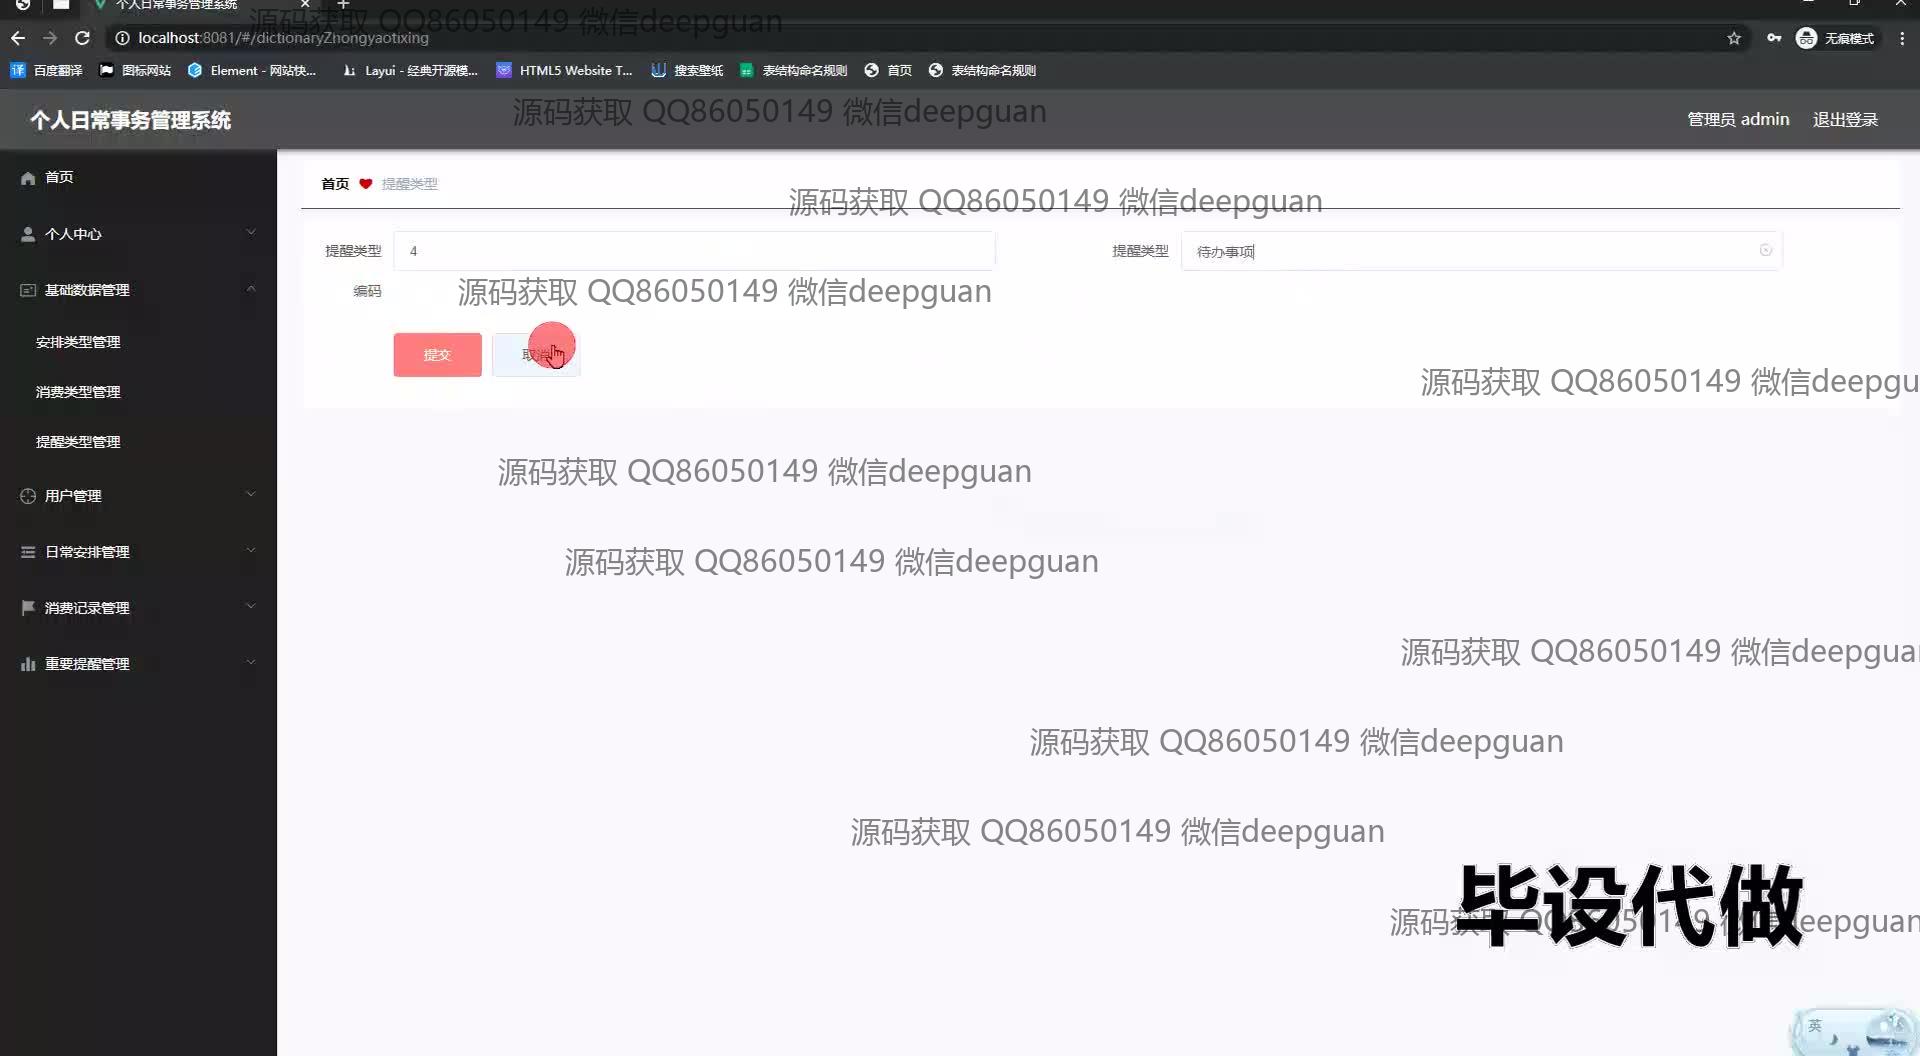 个人日常事务管理系统
源码获取 QQ86050149 微信deepguan
localhost:8081/#/dictionaryZhongyaotixing
无痕模式
百度翻译
图标网站
Element - 网站快...
Layui - 经典开源模...
HTML5 Website T...
搜索壁纸
表结构命名规则
首页
表结构命名规则
个人日常事务管理系统
源码获取 QQ86050149 微信deepguan
管理员 admin
退出登录
首页
个人中心
基础数据管理
安排类型管理
消费类型管理
提醒类型管理
用户管理
日常安排管理
消费记录管理
重要提醒管理
首页 提醒类型
源码获取 QQ86050149 微信deepguan
提醒类型 4
编码
提醒类型 待办事项
源码获取 QQ86050149 微信deepguan
提交
取消
源码获取 QQ86050149 微信deepgu
源码获取 QQ86050149 微信deepguan
源码获取 QQ86050149 微信deepguan
源码获取 QQ86050149 微信deepgua
源码获取 QQ86050149 微信deepguan
源码获取 QQ86050149 微信deepguan
毕设代做
源码获取 QQ86050149 微信deepguan
英